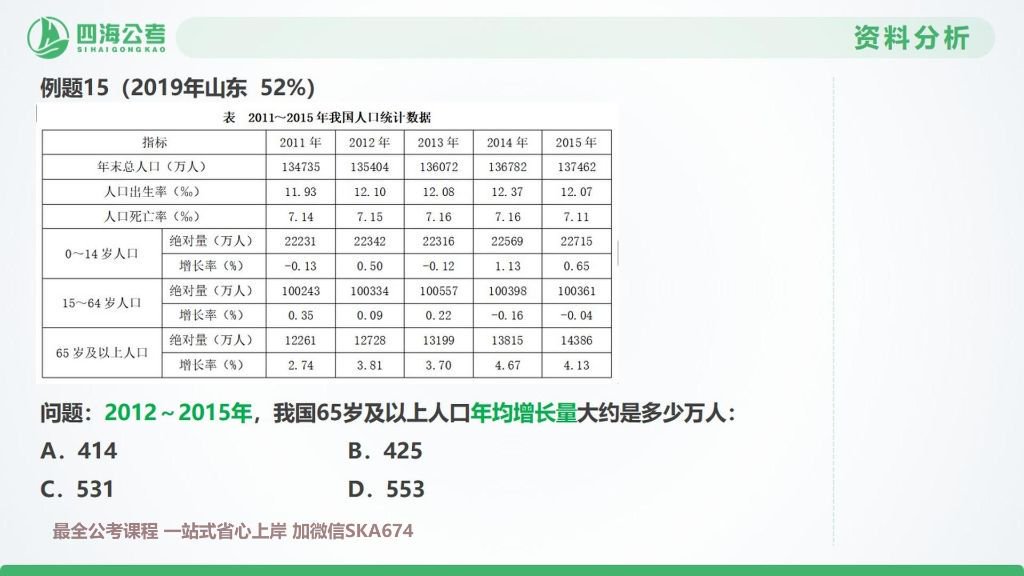 四海公考
SIHAIGONGKAO
资料分析
例题15（2019年山东 52%）
表 2011～2015年我国人口统计数据
指标 2011年 2012年 2013年 2014年 2015年
年末总人口（万人） 134735 135404 136072 136782 137462
人口出生率（‰） 11.93 12.10 12.08 12.37 12.07
人口死亡率（‰） 7.14 7.15 7.16 7.16 7.11
0～14岁人口 绝对量（万人） 22231 22342 22316 22569 22715
增长率（%） -0.13 0.50 -0.12 1.13 0.65
15～64岁人口 绝对量（万人） 100243 100334 100557 100398 100361
增长率（%） 0.35 0.09 0.22 -0.16 -0.04
65岁及以上人口 绝对量（万人） 12261 12728 13199 13815 14386
增长率（%） 2.74 3.81 3.70 4.67 4.13
问题：2012～2015年，我国65岁及以上人口年均增长量大约是多少万人：
A．414 B．425
C．531 D．553
最全公考课程 一站式省心上岸 加微信SKA674